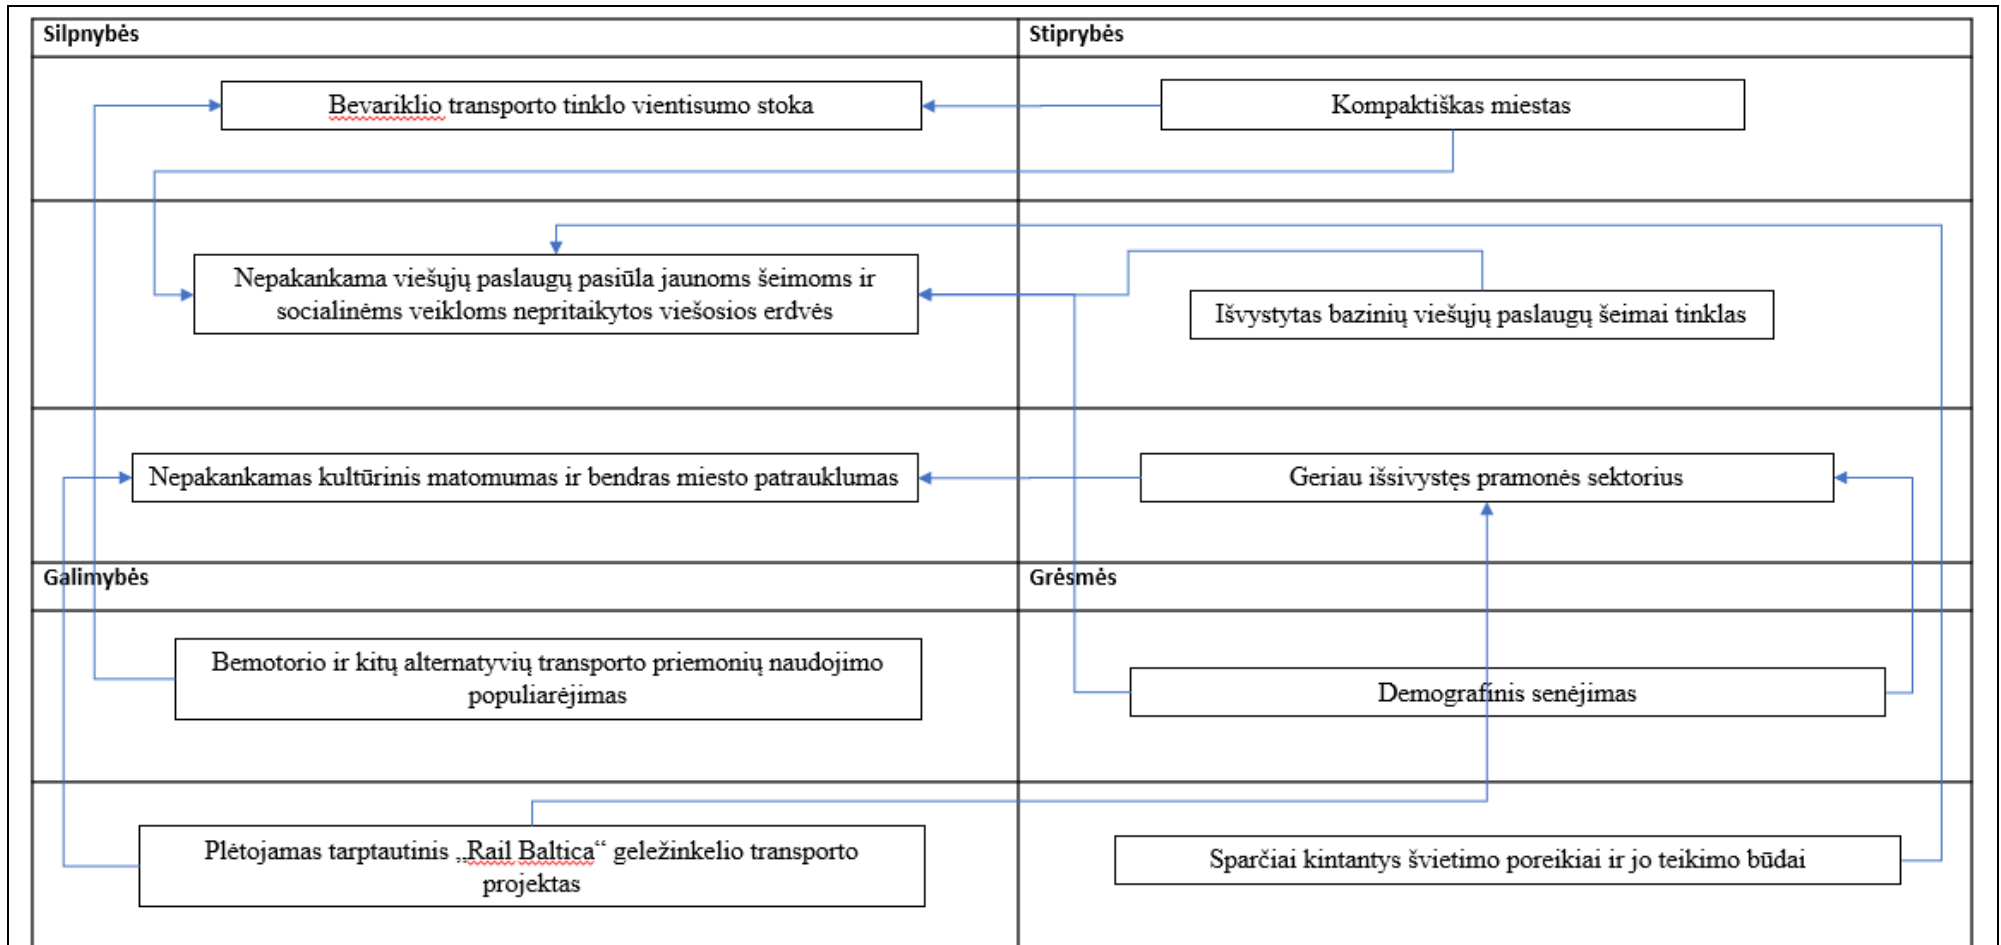 Silpnybės
Stiprybės
Bevariklio transporto tinklo vientisumo stoka
Kompaktiškas miestas
Nepakankama viešųjų paslaugų pasiūla jaunoms šeimoms ir
socialinėms veikloms nepritaikytos viešosios erdvės
Išvystytas bazinių viešųjų paslaugų šeimai tinklas
Nepakankamas kultūrinis matomumas ir bendras miesto patrauklumas
Geriau išsivystęs pramonės sektorius
Galimybės
Grėsmės
Bemotorio ir kitų alternatyvių transporto priemonių naudojimo
populiarėjimas
Demografinis senėjimas
Plėtojamas tarptautinis „Rail Baltica“ geležinkelio transporto
projektas
Sparčiai kintantys švietimo poreikiai ir jo teikimo būdai